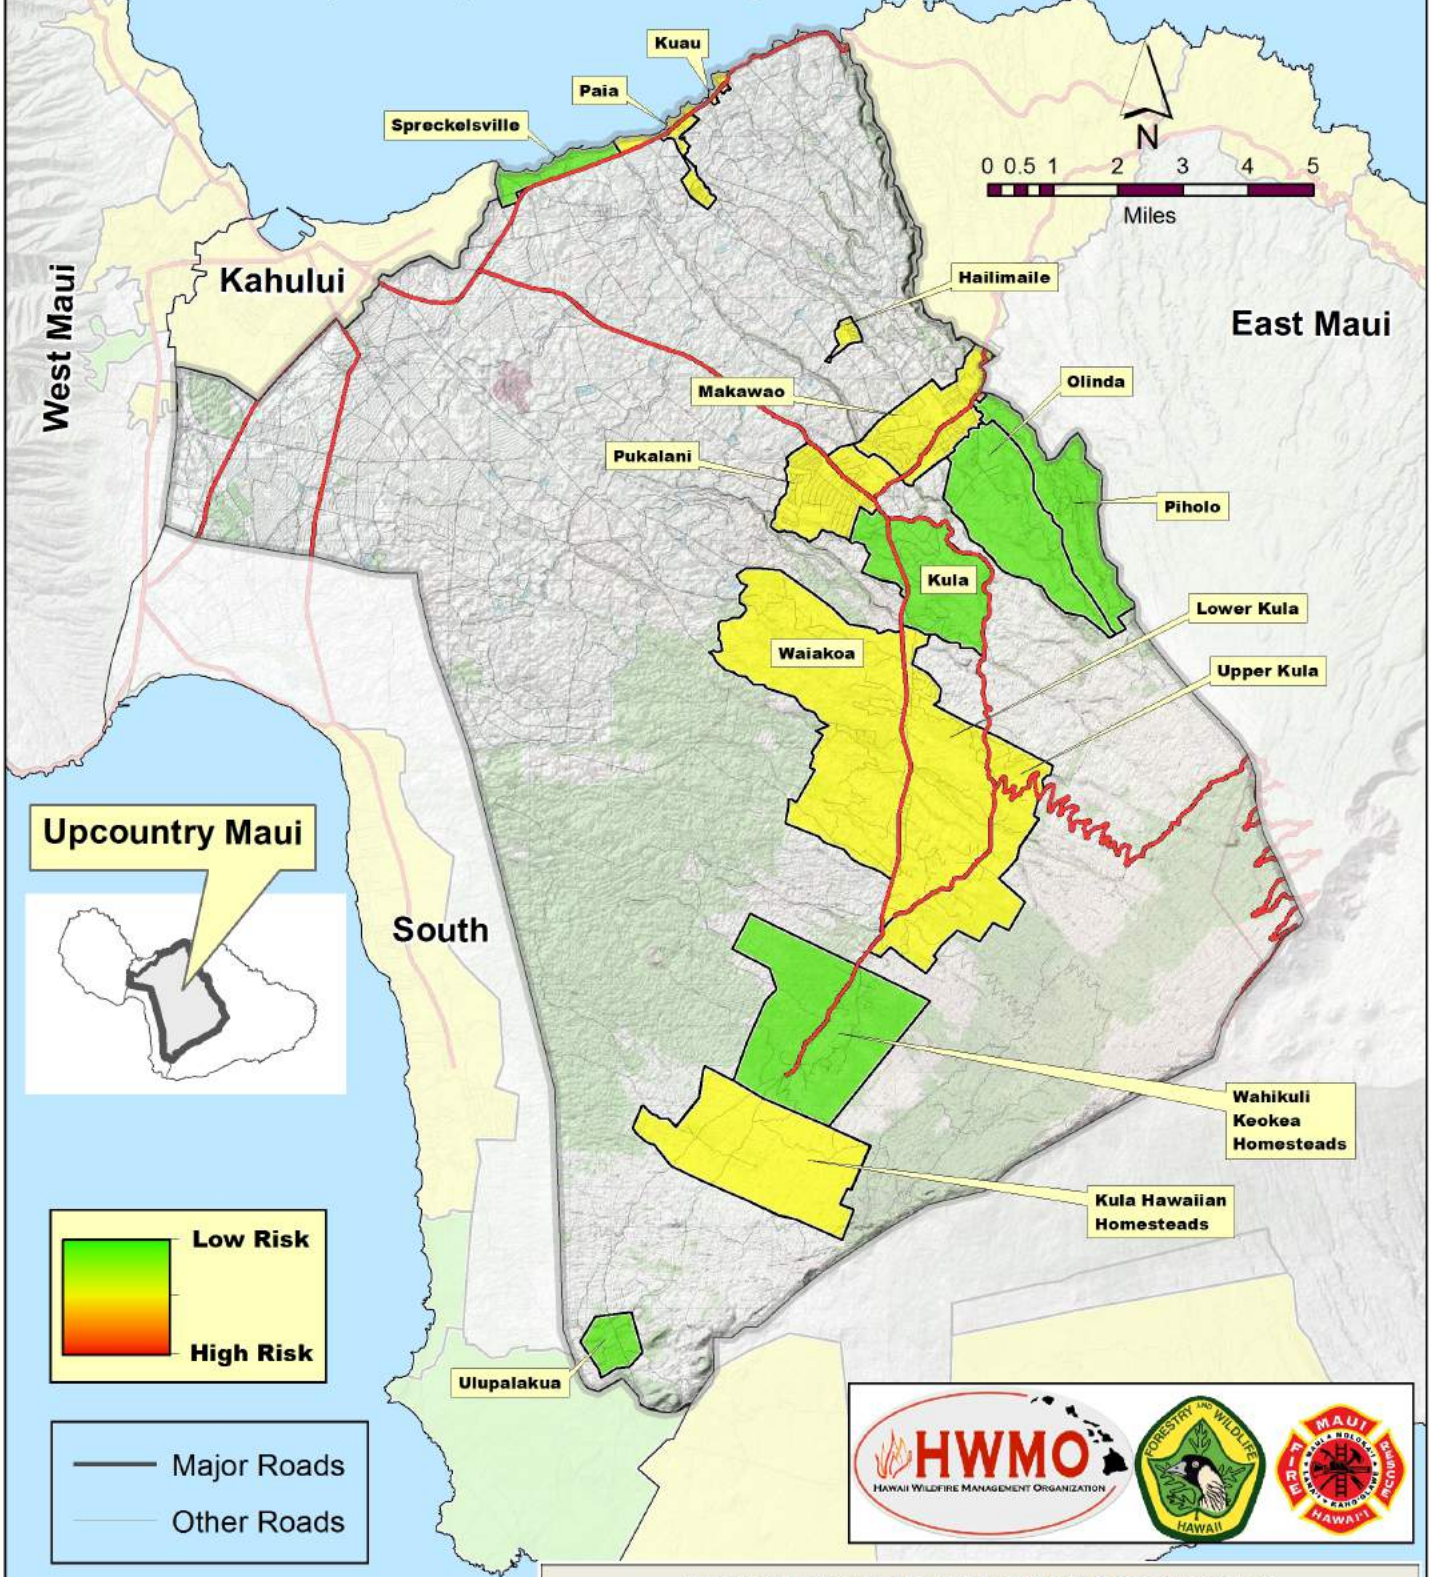 Kuau
Paia
Spreckelsville
N
0 0.5 1 2 3 4 5
Miles
Kahului
West Maui
Hailimaile
East Maui
Makawao
Olinda
Pukalani
Piholo
Kula
Lower Kula
Waiakoa
Upper Kula
Upcountry Maui
South
Wahikuli
Keokea
Homesteads
Kula Hawaiian
Homesteads
Low Risk
High Risk
Ulupalakua
Major Roads
Other Roads
HWMO
HAWAII WILDFIRE MANAGEMENT ORGANIZATION
FORESTRY AND WILDLIFE
HAWAII
MAUI
FIRE
RESCUE
HAWAI'I